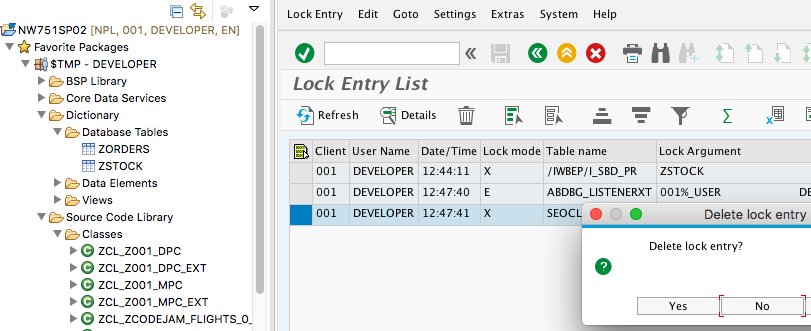 NW751SP02 [NPL, 001, DEVELOPER, EN]
Favorite Packages
$TMP - DEVELOPER
BSP Library
Core Data Services
Dictionary
Database Tables
ZORDERS
ZSTOCK
Data Elements
Views
Source Code Library
Classes
ZCL_Z001_DPC
ZCL_Z001_DPC_EXT
ZCL_Z001_MPC
ZCL_Z001_MPC_EXT
ZCL_ZCODEJAM_FLIGHTS_0_
Lock Entry Edit Goto Settings Extras System Help
Lock Entry List
Refresh Details
Client User Name Date/Time Lock mode Table name Lock Argument
001 DEVELOPER 12:44:11 X /IWBEP/I_SBD_PR ZSTOCK
001 DEVELOPER 12:47:40 E ABDBG_LISTENERXT 001%_USER DE
001 DEVELOPER 12:47:41 X SEOCL
Delete lock entry
Delete lock entry?
Yes No